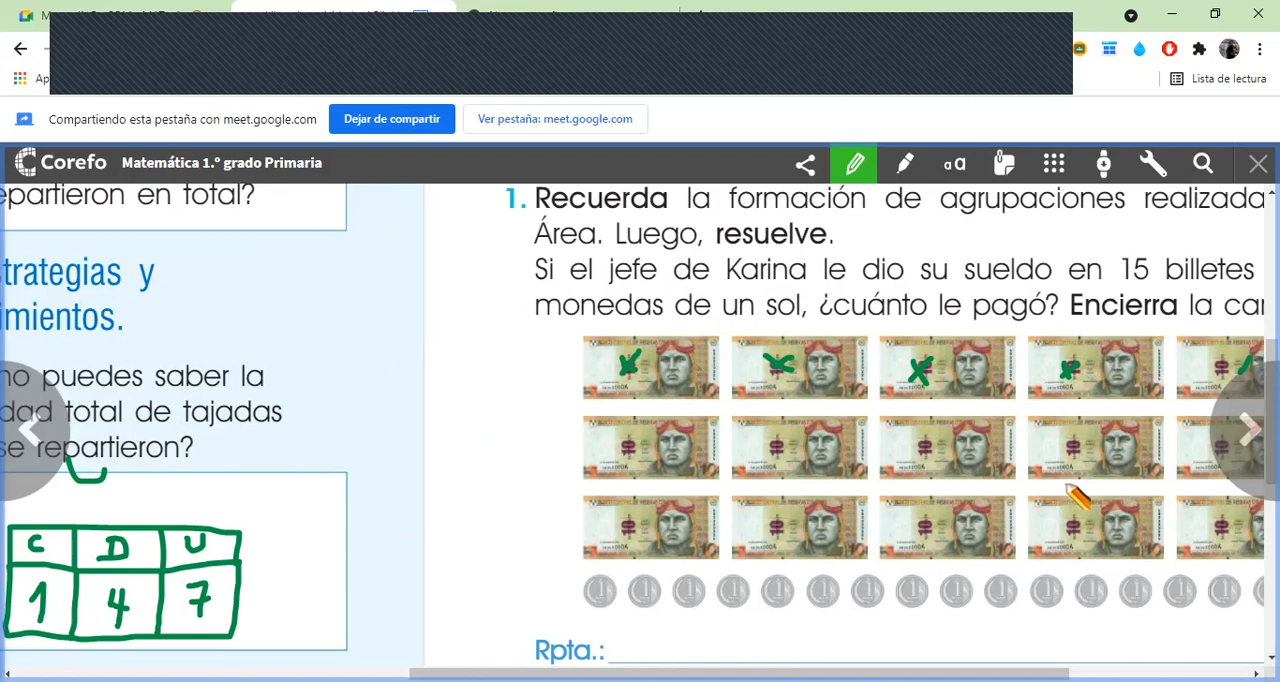 Lista de lectura
Compartiendo esta pestaña con meet.google.com
Dejar de compartir
Ver pestaña: meet.google.com
Corefo
Matemática 1.º grado Primaria
aa
epartieron en total?
strategias y
imientos.
no puedes saber la
dad total de tajadas
se repartieron?
C D U
1 4 7
1. Recuerda la formación de agrupaciones realizada
Área. Luego, resuelve.
Si el jefe de Karina le dio su sueldo en 15 billetes
monedas de un sol, ¿cuánto le pagó? Encierra la car
Rpta.: